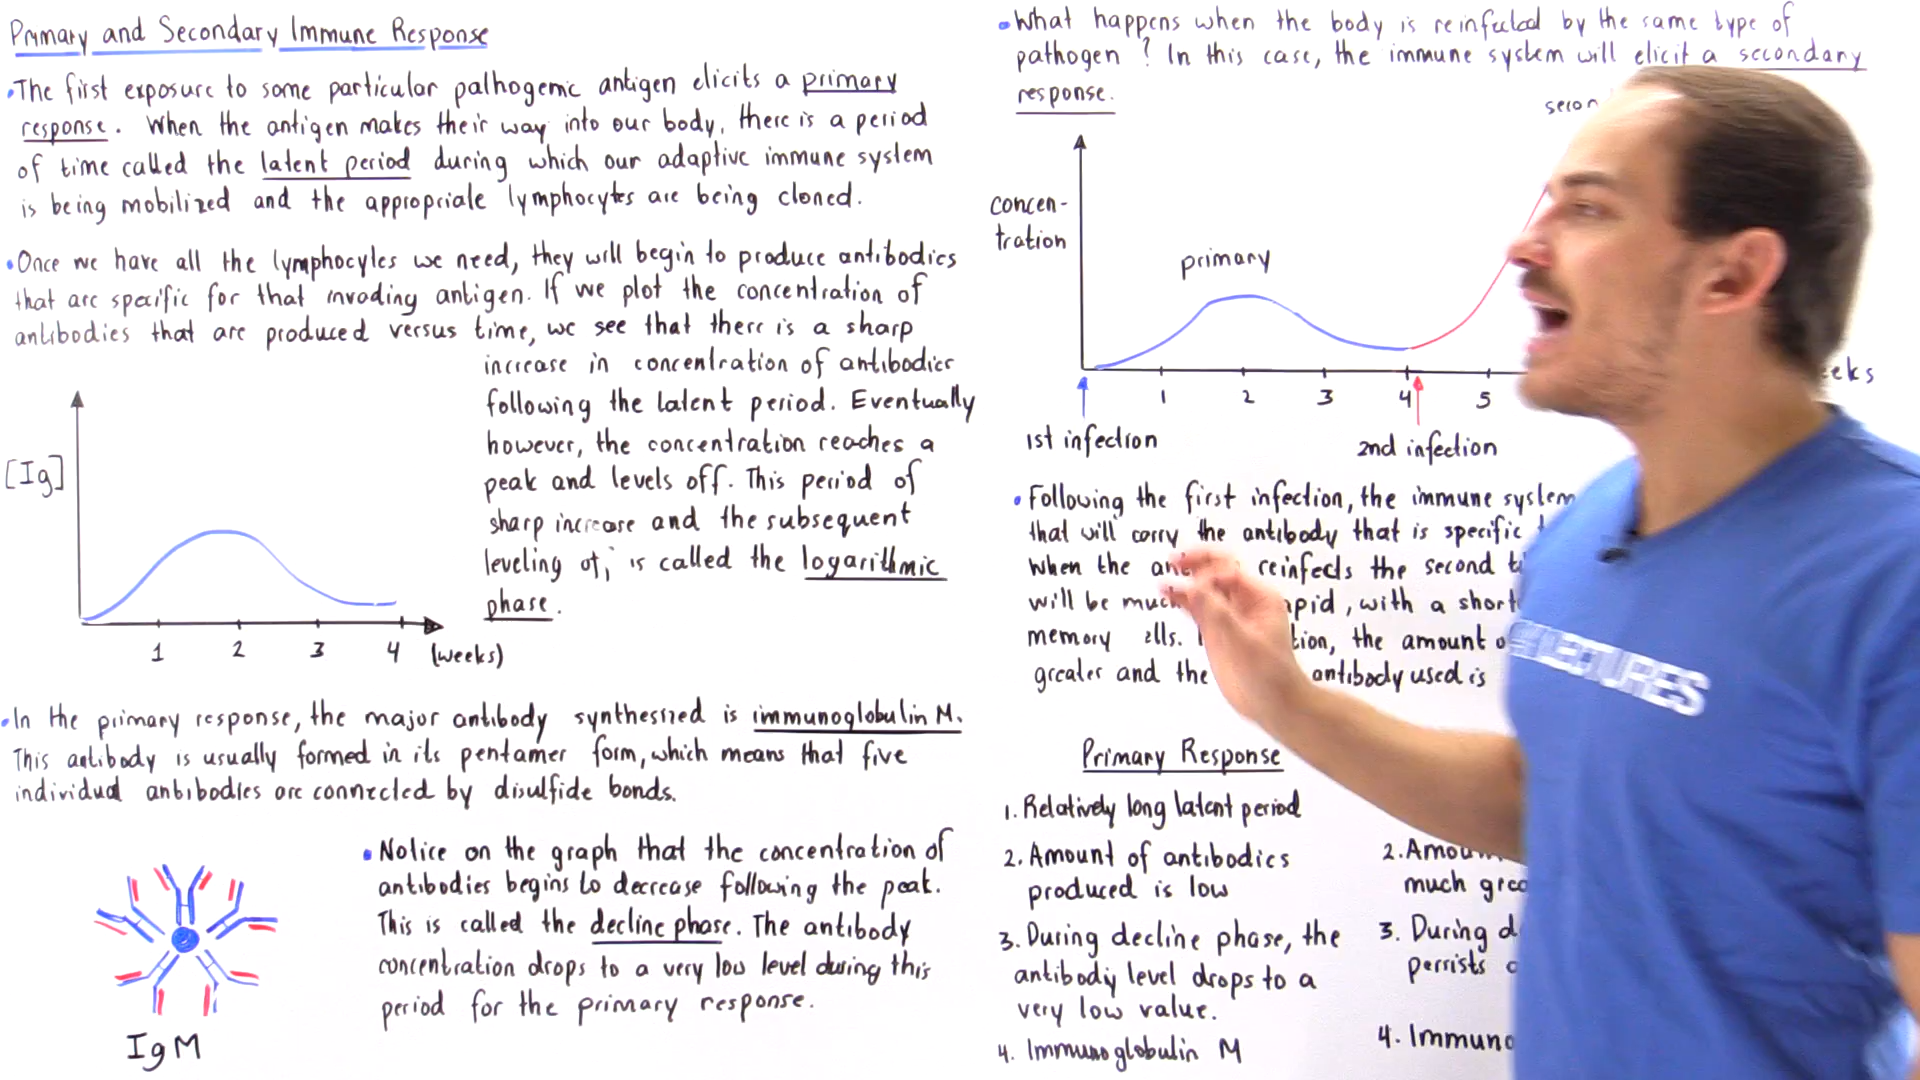 Primary and Secondary Immune Response
• The first exposure to some particular pathogenic antigen elicits a primary
response. When the antigen makes their way into our body, there is a period
of time called the latent period during which our adaptive immune system
is being mobilized and the appropriate lymphocytes are being cloned.
• Once we have all the lymphocytes we need, they will begin to produce antibodies
that are specific for that invading antigen. If we plot the concentration of
antibodies that are produced versus time, we see that there is a sharp
increase in concentration of antibodies
following the latent period. Eventually
however, the concentration reaches a
peak and levels off. This period of
sharp increase and the subsequent
leveling of, is called the logarithmic
phase.
[Ig]
1 2 3 4 (weeks)
• In the primary response, the major antibody synthesized is immunoglobulin M.
This antibody is usually formed in its pentamer form, which means that five
individual antibodies are connected by disulfide bonds.
IgM
• Notice on the graph that the concentration of
antibodies begins to decrease following the peak.
This is called the decline phase. The antibody
concentration drops to a very low level during this
period for the primary response.
• What happens when the body is reinfected by the same type of
pathogen? In this case, the immune system will elicit a secondary
response.
secon
concen-
tration
primary
1 2 3 4 5
eeks
1st infection
2nd infection
• Following the first infection, the immune system
that will carry the antibody that is specific
When the reinfects the second
will be much apid, with a short
memory ells. tion, the amount o
greater and the antibody used is
Primary Response
1. Relatively long latent period
2. Amount of antibodies
produced is low
3. During decline phase, the
antibody level drops to a
very low value.
4. Immunoglobulin M
2. Amou
much grea
3. During d
persists
4. Immuno
LECTURES